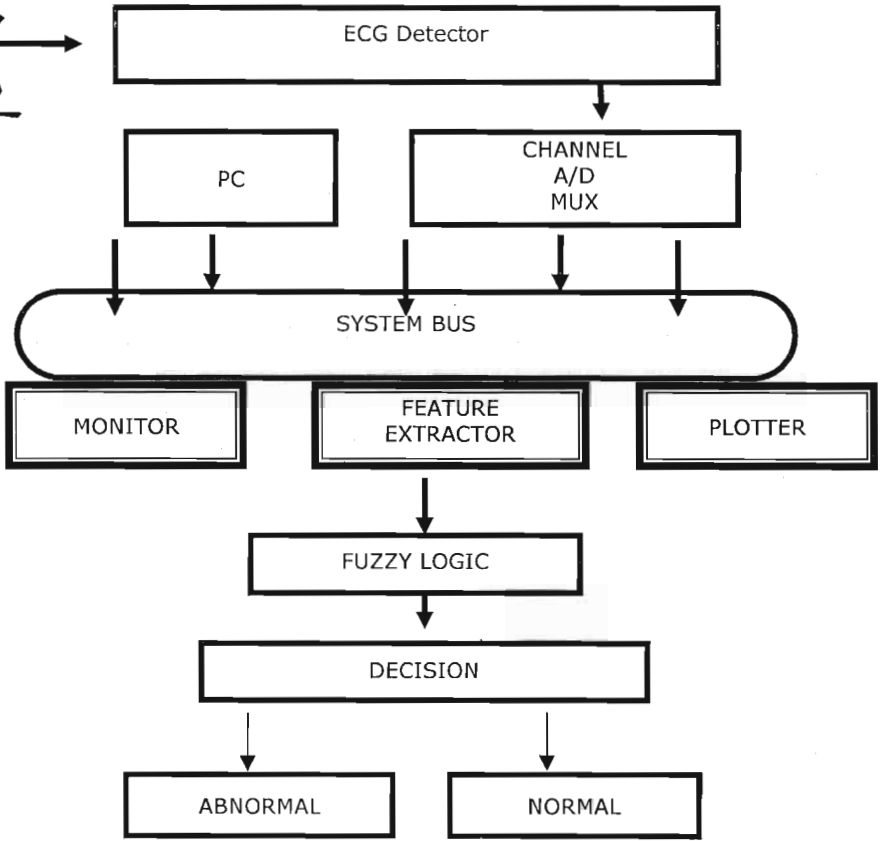 ECG Detector
PC
CHANNEL
A/D
MUX
SYSTEM BUS
MONITOR
FEATURE
EXTRACTOR
PLOTTER
FUZZY LOGIC
DECISION
ABNORMAL
NORMAL